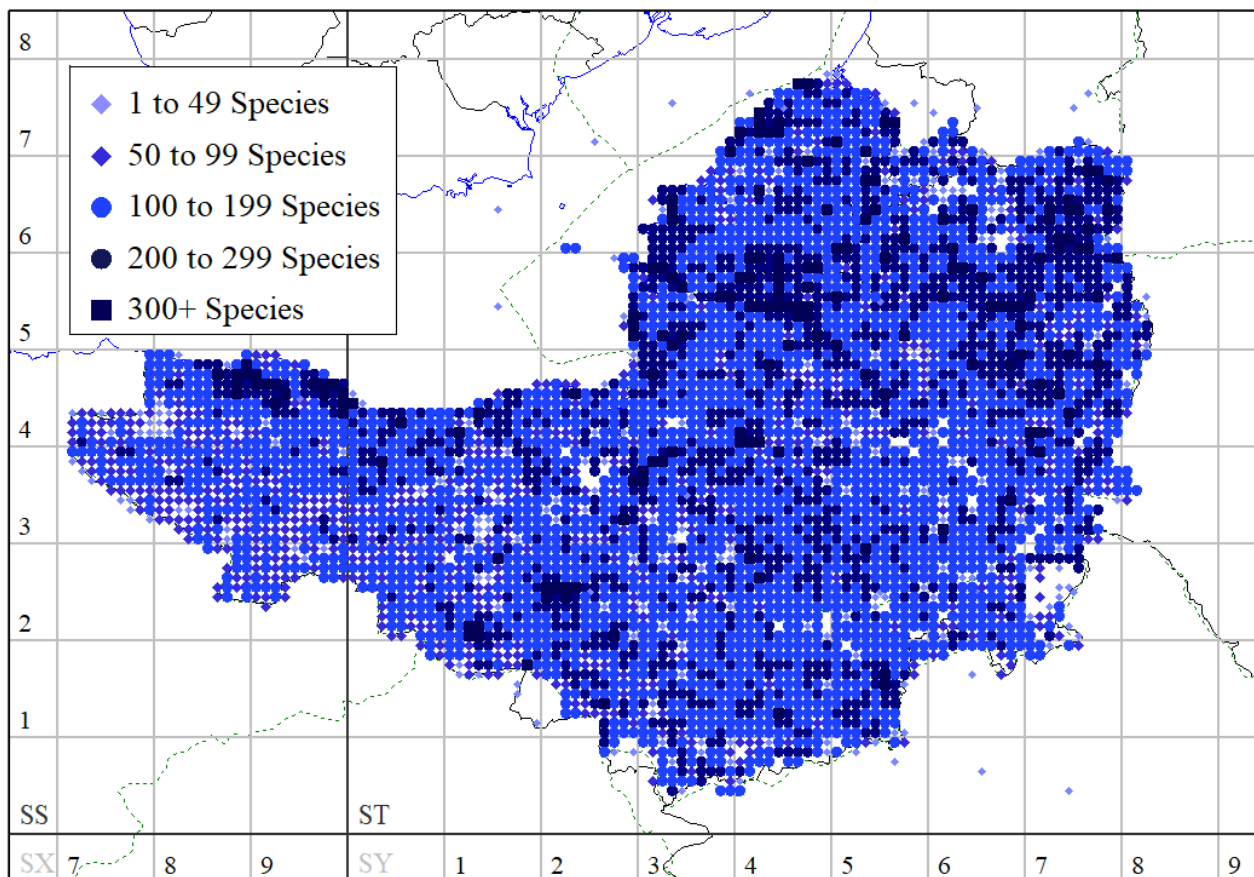 8
1 to 49 Species
50 to 99 Species
100 to 199 Species
200 to 299 Species
300+ Species
7
6
5
4
3
2
1
SS ST
SX 7 8 9 SY 1 2 3 4 5 6 7 8 9